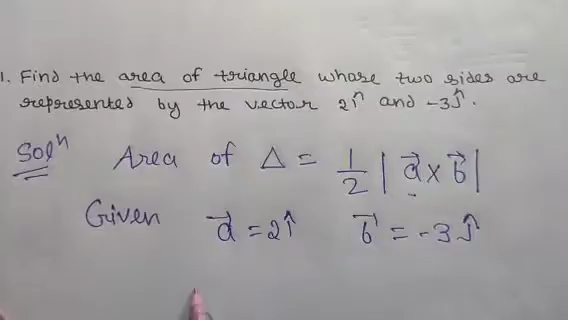 1. Find the area of triangle whose two sides are
represented by the vector 2î and -3ĵ.
Solⁿ Area of Δ = 1/2 |a⃗ × b⃗|
Given a⃗ = 2î b⃗ = -3ĵ